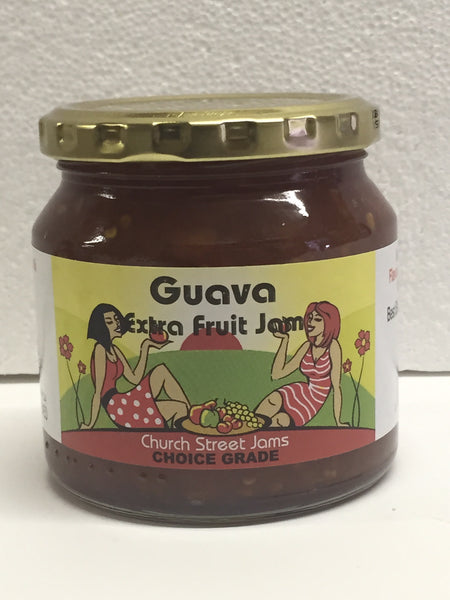 Guava
Extra Fruit Jam
Church Street Jams
CHOICE GRADE